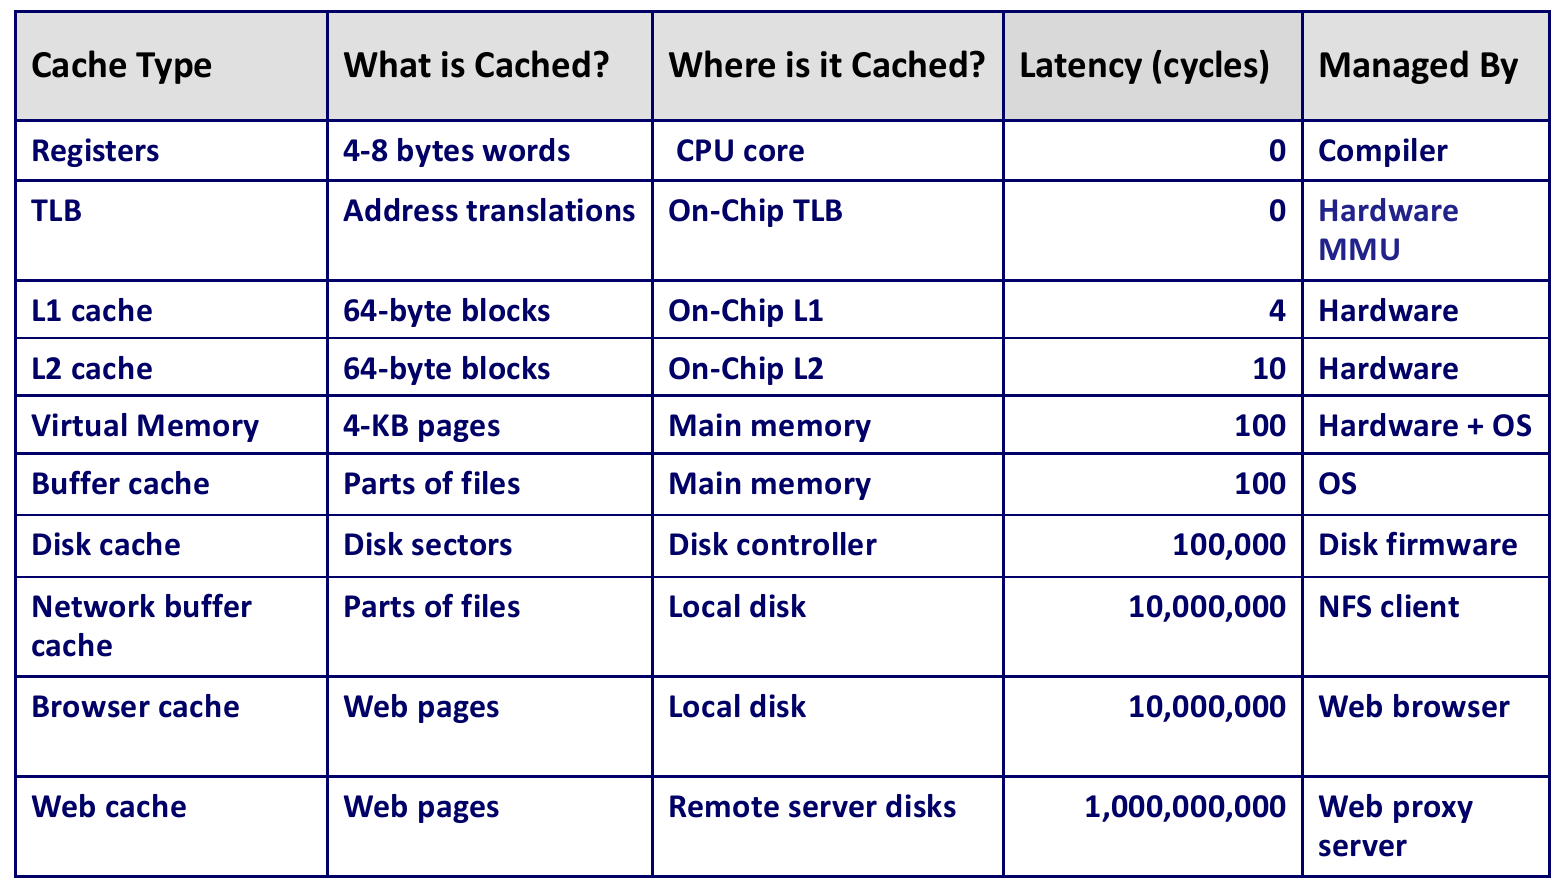 Cache Type What is Cached? Where is it Cached? Latency (cycles) Managed By
Registers 4-8 bytes words CPU core 0 Compiler
TLB Address translations On-Chip TLB 0 Hardware
MMU
L1 cache 64-byte blocks On-Chip L1 4 Hardware
L2 cache 64-byte blocks On-Chip L2 10 Hardware
Virtual Memory 4-KB pages Main memory 100 Hardware + OS
Buffer cache Parts of files Main memory 100 OS
Disk cache Disk sectors Disk controller 100,000 Disk firmware
Network buffer Parts of files Local disk 10,000,000 NFS client
cache
Browser cache Web pages Local disk 10,000,000 Web browser
Web cache Web pages Remote server disks 1,000,000,000 Web proxy
server